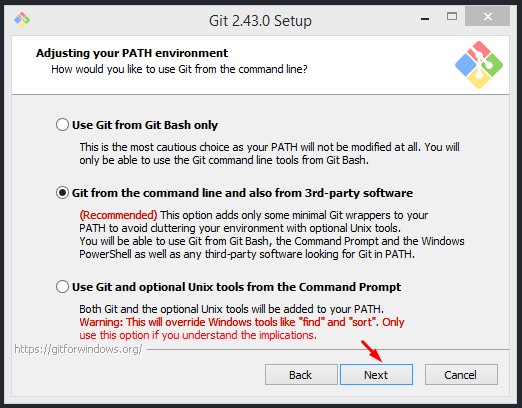 Git 2.43.0 Setup
Adjusting your PATH environment
How would you like to use Git from the command line?
Use Git from Git Bash only
This is the most cautious choice as your PATH will not be modified at all. You will
only be able to use the Git command line tools from Git Bash.
Git from the command line and also from 3rd-party software
(Recommended) This option adds only some minimal Git wrappers to your
PATH to avoid cluttering your environment with optional Unix tools.
You will be able to use Git from Git Bash, the Command Prompt and the Windows
PowerShell as well as any third-party software looking for Git in PATH.
Use Git and optional Unix tools from the Command Prompt
Both Git and the optional Unix tools will be added to your PATH.
Warning: This will override Windows tools like "find" and "sort". Only
use this option if you understand the implications.
https://gitforwindows.org/
Back
Next
Cancel